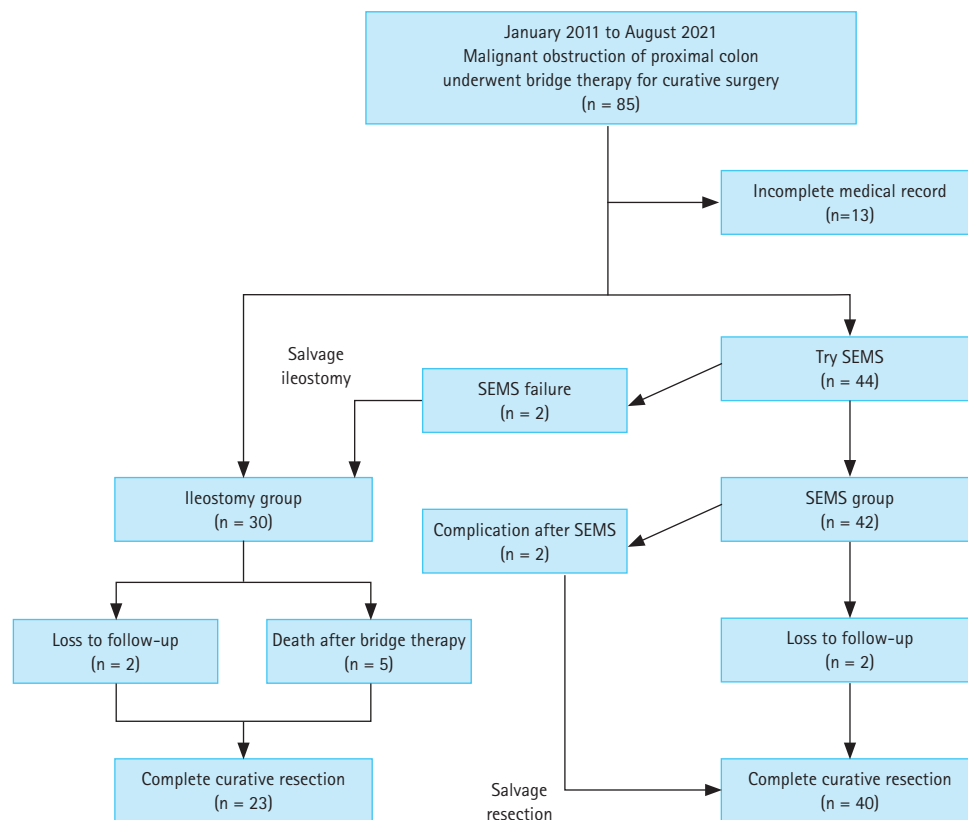 January 2011 to August 2021
Malignant obstruction of proximal colon
underwent bridge therapy for curative surgery
(n = 85)
Incomplete medical record
(n=13)
Try SEMS
(n = 44)
Salvage
ileostomy
SEMS failure
(n = 2)
Ileostomy group
(n = 30)
SEMS group
(n = 42)
Complication after SEMS
(n = 2)
Loss to follow-up
(n = 2)
Death after bridge therapy
(n = 5)
Loss to follow-up
(n = 2)
Complete curative resection
(n = 23)
Salvage
resection
Complete curative resection
(n = 40)